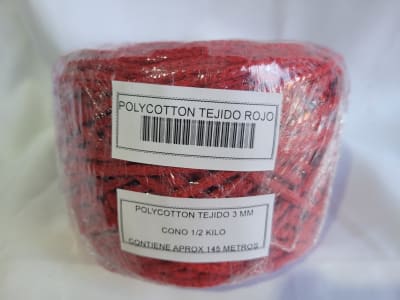 POLYCOTTON TEJIDO ROJO
POLYCOTTON TEJIDO 3 MM
CONO 1/2 KILO
CONTIENE APROX 145 METROS